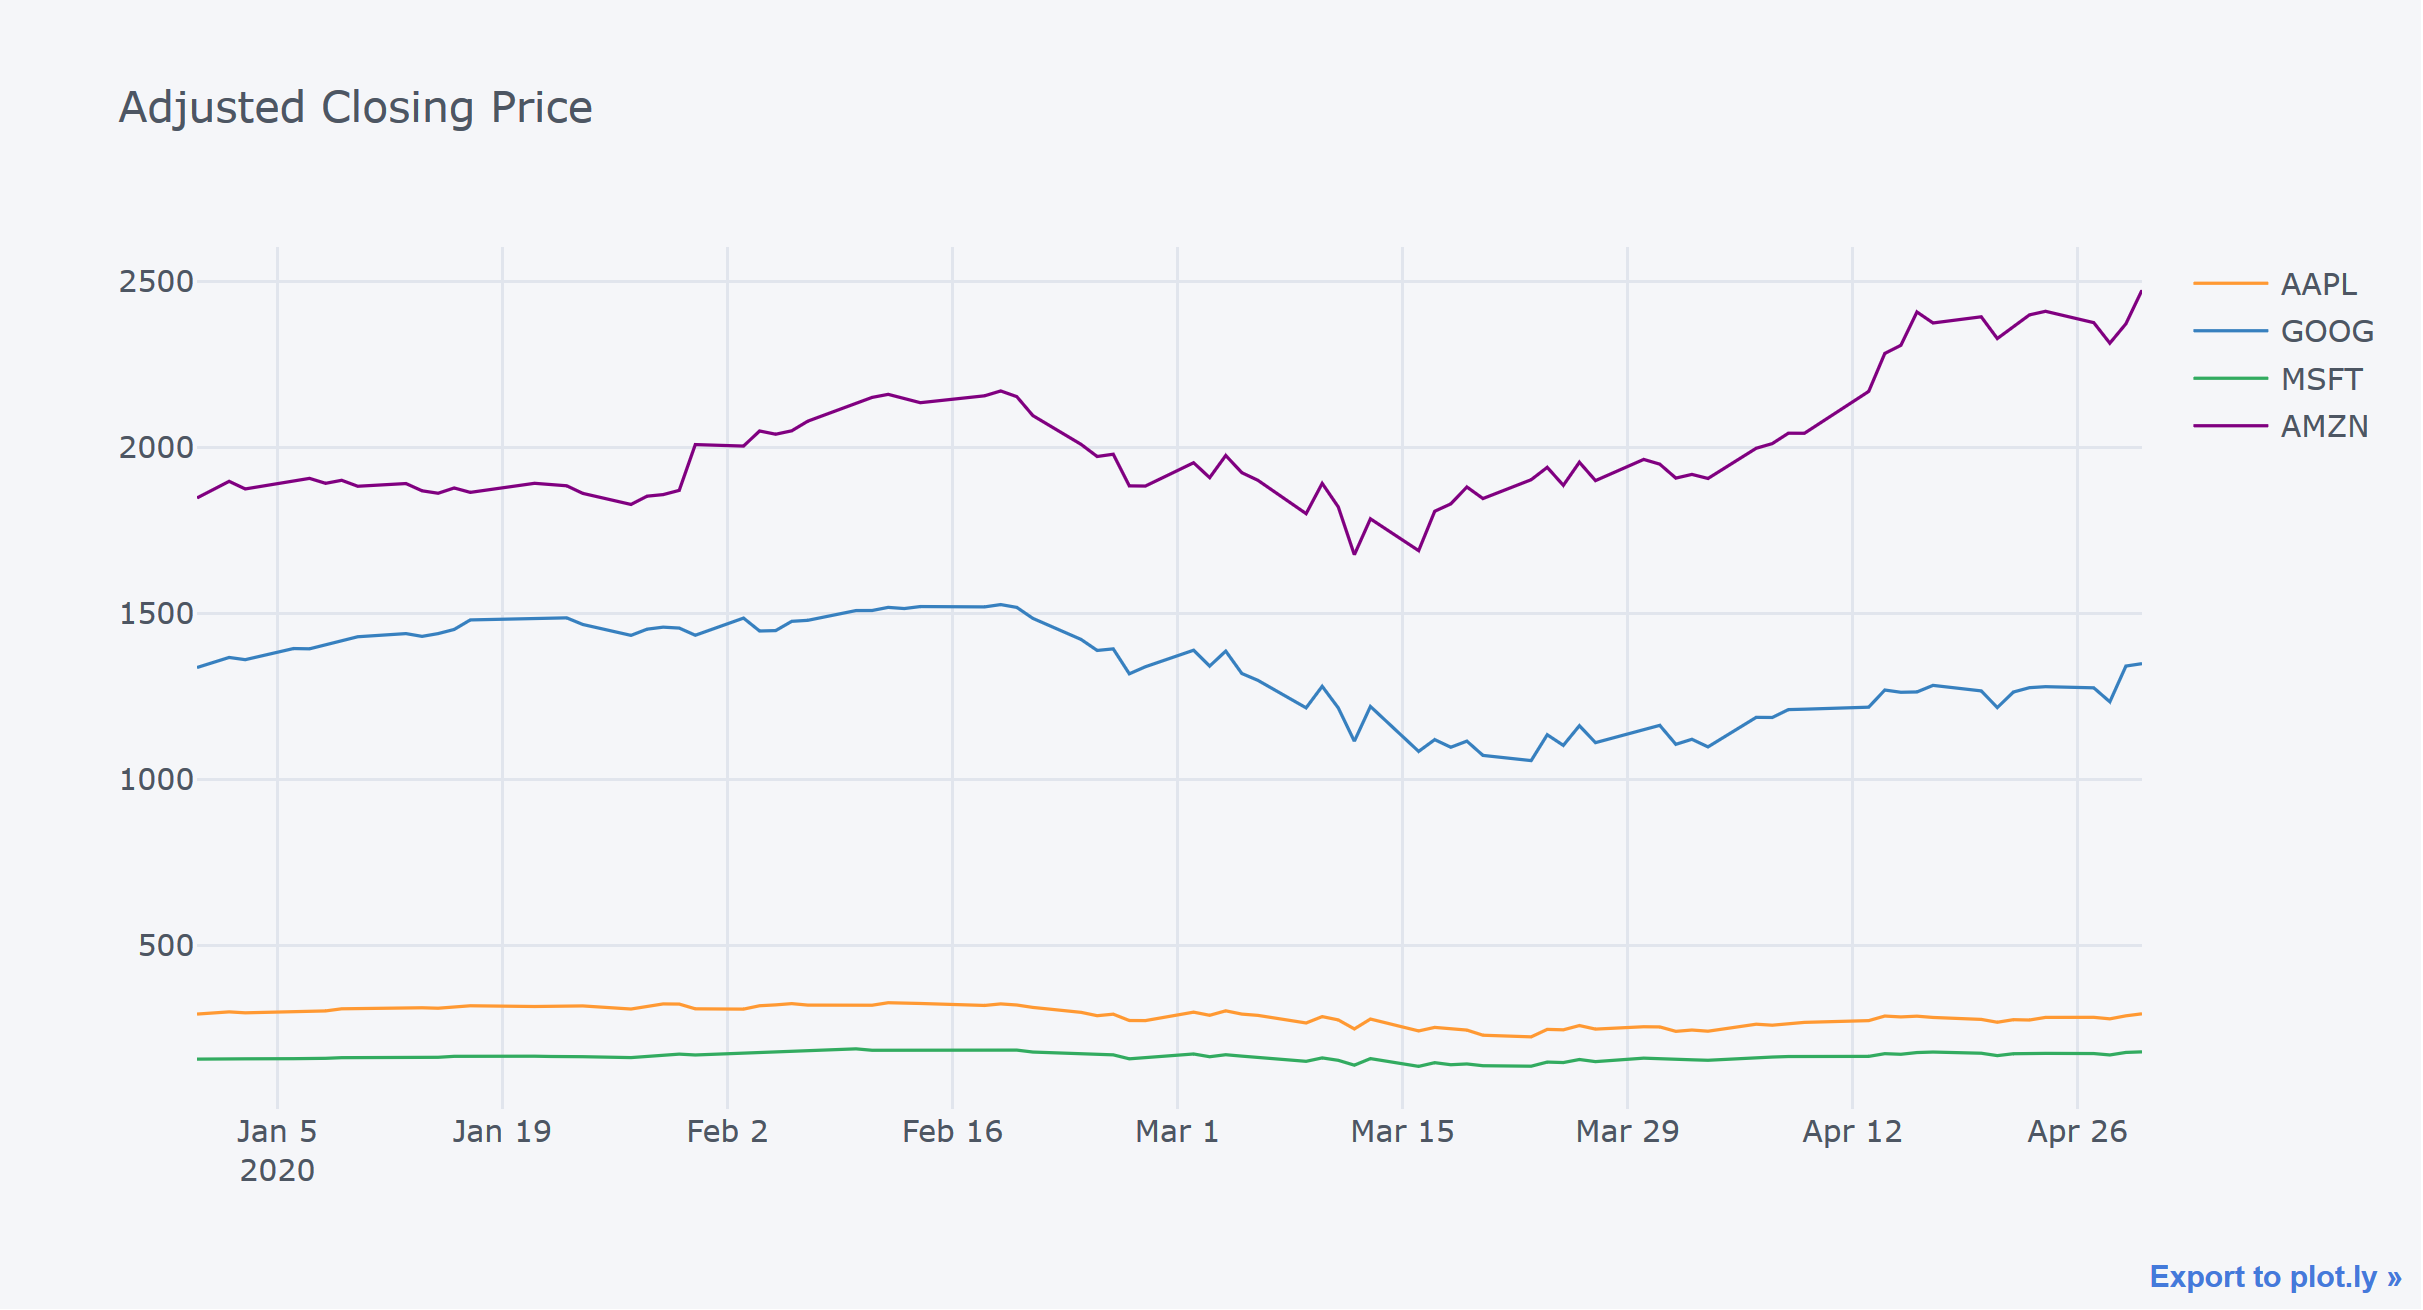 Adjusted Closing Price
2500
2000
1500
1000
500
Jan 5
2020
Jan 19
Feb 2
Feb 16
Mar 1
Mar 15
Mar 29
Apr 12
Apr 26
AAPL
GOOG
MSFT
AMZN
Export to plot.ly »